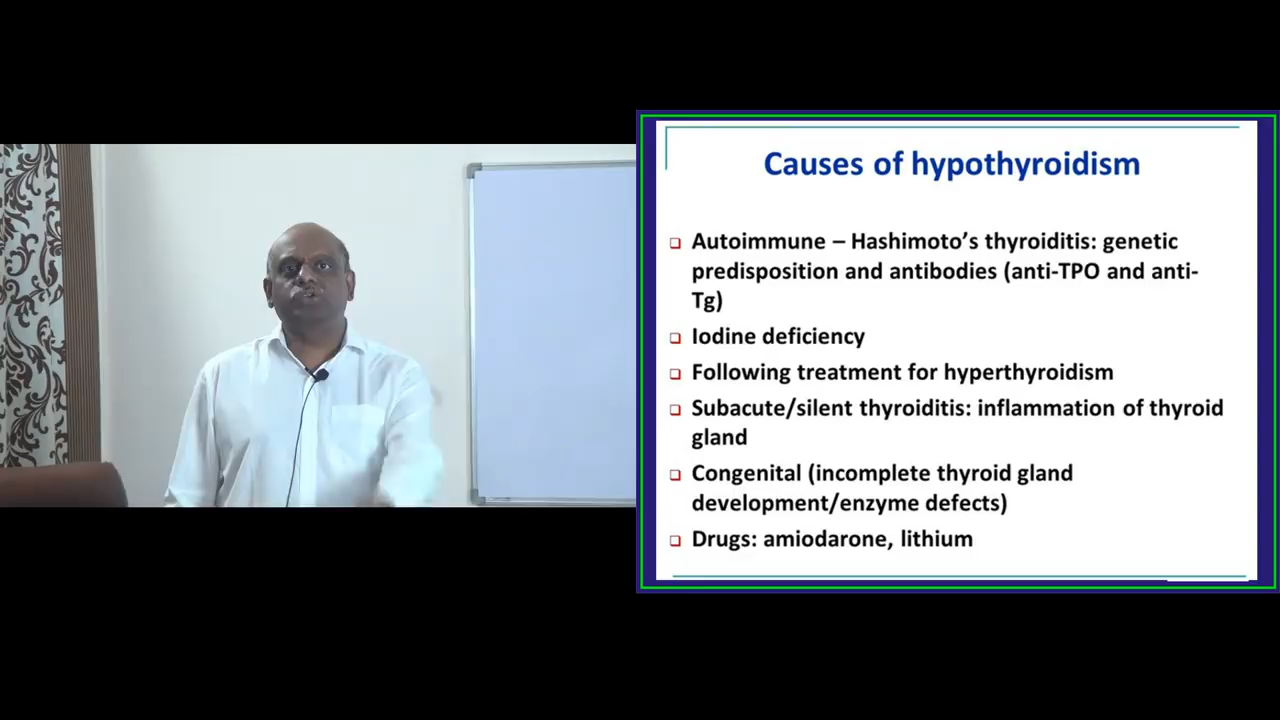 Causes of hypothyroidism
Autoimmune – Hashimoto's thyroiditis: genetic
predisposition and antibodies (anti-TPO and anti-
Tg)
Iodine deficiency
Following treatment for hyperthyroidism
Subacute/silent thyroiditis: inflammation of thyroid
gland
Congenital (incomplete thyroid gland
development/enzyme defects)
Drugs: amiodarone, lithium